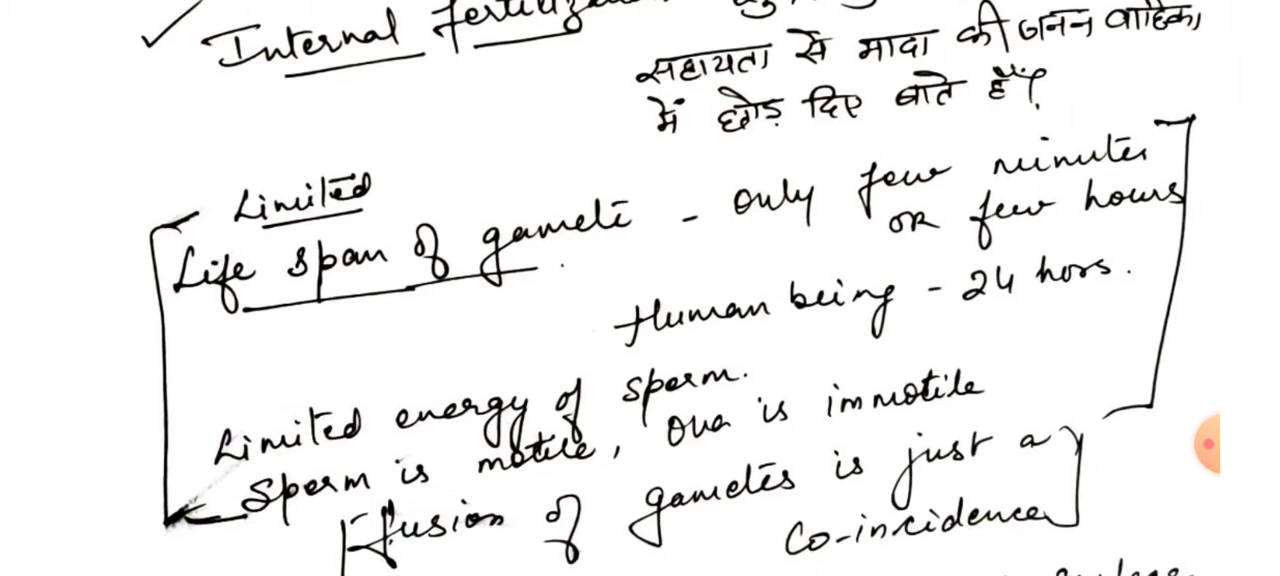 Internal fertiliza
सहायता से मादा की जनन वाहिका
में छोड़ दिए बाते हैं।
Limited
Life span of gamete - only few minutes
or few hours
Human being - 24 hors.
Limited energy of sperm.
Sperm is motile, Ova is immotile
fusion of gametes is just a
Co-incidence